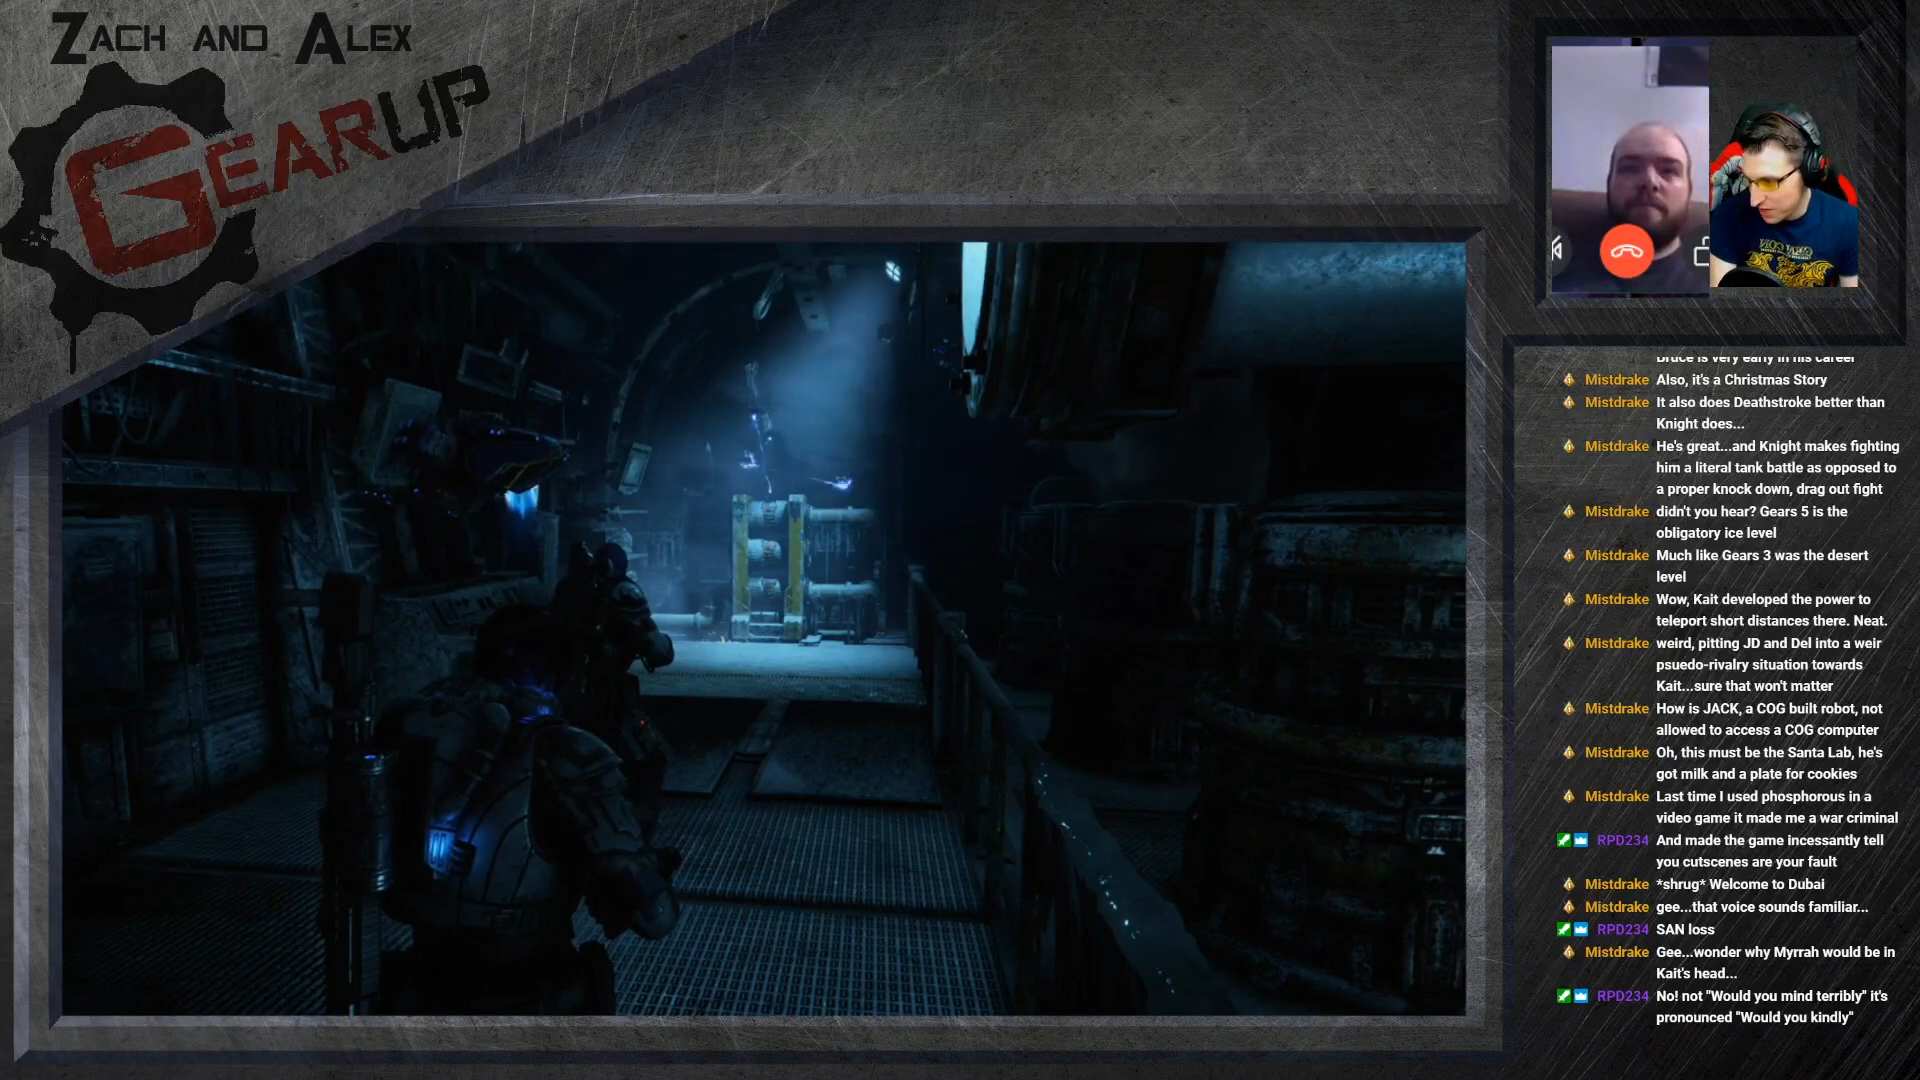 Zach and Alex
GEARUP
Bruce is very early in his career
Mistdrake Also, it's a Christmas Story
Mistdrake It also does Deathstroke better than
Knight does...
Mistdrake He's great...and Knight makes fighting
him a literal tank battle as opposed to
a proper knock down, drag out fight
Mistdrake didn't you hear? Gears 5 is the
obligatory ice level
Mistdrake Much like Gears 3 was the desert
level
Mistdrake Wow, Kait developed the power to
teleport short distances there. Neat.
Mistdrake weird, pitting JD and Del into a weir
psuedo-rivalry situation towards
Kait...sure that won't matter
Mistdrake How is JACK, a COG built robot, not
allowed to access a COG computer
Mistdrake Oh, this must be the Santa Lab, he's
got milk and a plate for cookies
Mistdrake Last time I used phosphorous in a
video game it made me a war criminal
RPD234 And made the game incessantly tell
you cutscenes are your fault
Mistdrake *shrug* Welcome to Dubai
Mistdrake gee...that voice sounds familiar...
RPD234 SAN loss
Mistdrake Gee...wonder why Myrrah would be in
Kait's head...
RPD234 No! not "Would you mind terribly" it's
pronounced "Would you kindly"